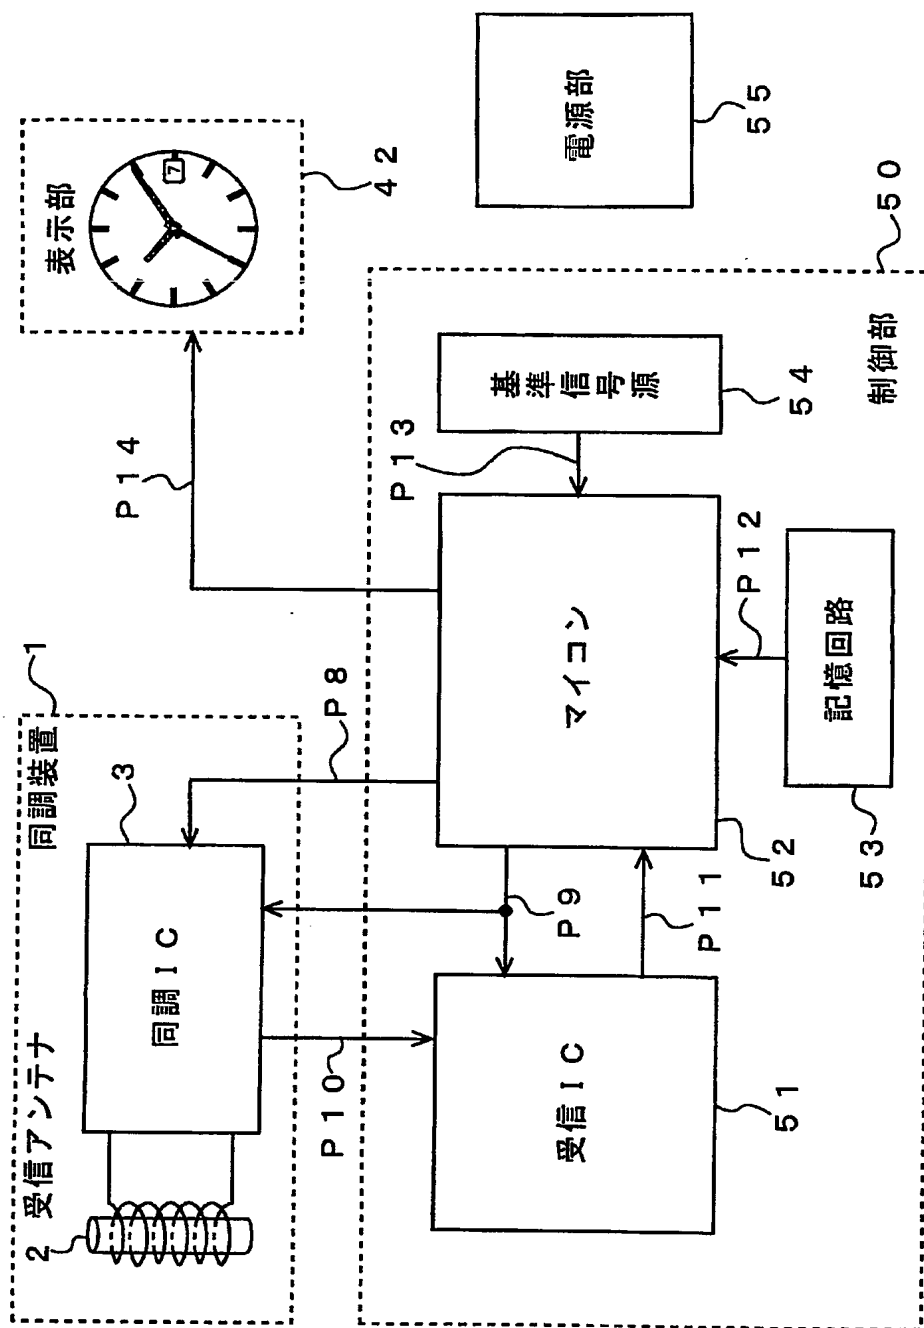 同調装置
1
2
受信アンテナ
同調IC
3
P8
P14
表示部
7
42
P10
P9
受信IC
51
P11
マイコン
52
P13
基準信号源
54
P12
記憶回路
53
制御部
50
電源部
55